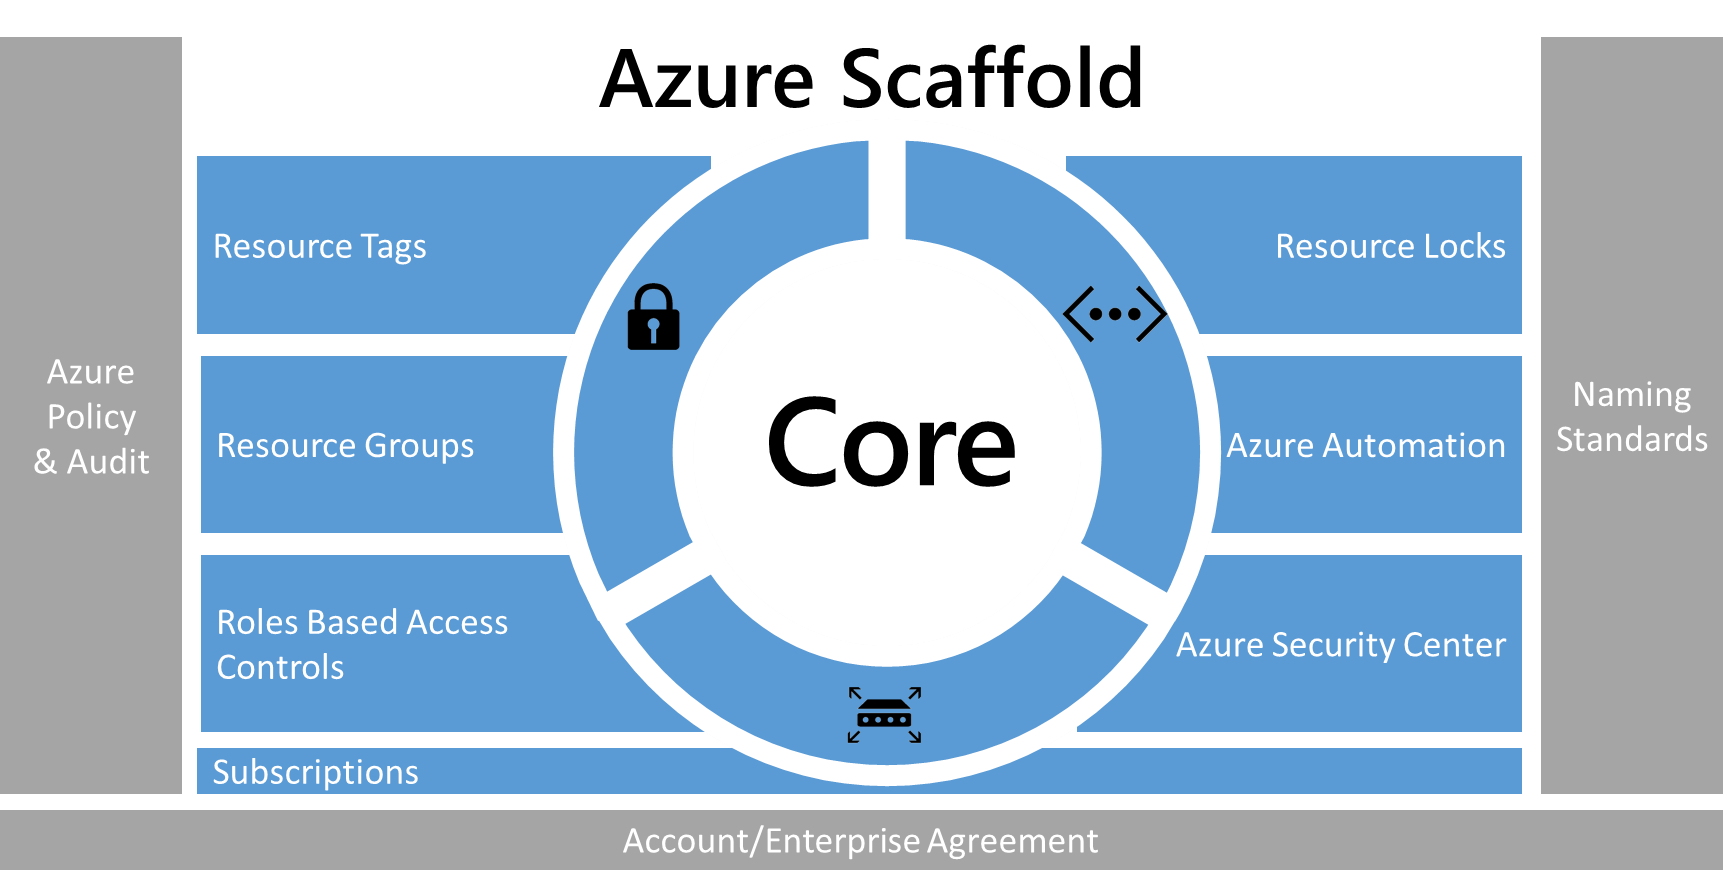 Azure Scaffold
Azure
Policy
& Audit
Resource Tags
Resource Groups
Roles Based Access
Controls
Subscriptions
Core
Resource Locks
Azure Automation
Azure Security Center
Naming
Standards
Account/Enterprise Agreement